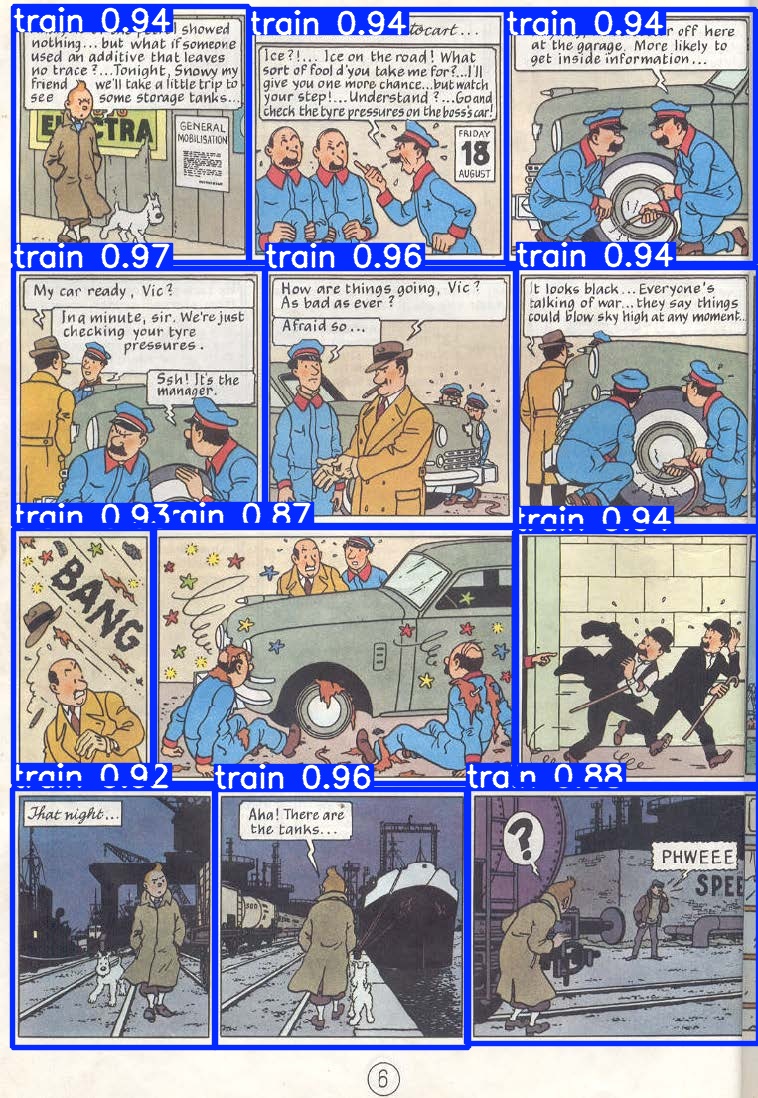 train 0.94
showed
nothing... but what if someone
used an additive that leaves
no trace ?...Tonight, Snowy my
friend we'll take a little trip to
see some storage tanks...
GENERAL
MOBILISATION
train 0.94
tocart...
Ice ?!... Ice on the road! What
sort of fool d'you take me for?...I'll
give you one more chance...but watch
your step!... Understand ?...Go and
check the tyre pressures on the boss's car!
FRIDAY
18
AUGUST
train 0.94
off here
at the garage. More likely to
get inside information...
train 0.97
My car ready, Vic?
In a minute, sir. We're just
checking your tyre
pressures.
Ssh! It's the
manager.
train 0.96
How are things going, Vic?
As bad as ever ?
Afraid so...
train 0.94
It looks black... Everyone's
talking of war...they say things
could blow sky high at any moment...
train 0.93
BANG
train 0.87
train 0.94
train 0.92
That night...
train 0.96
Aha! There are
the tanks...
train 0.88
?
PHWEEE
SPEE
6